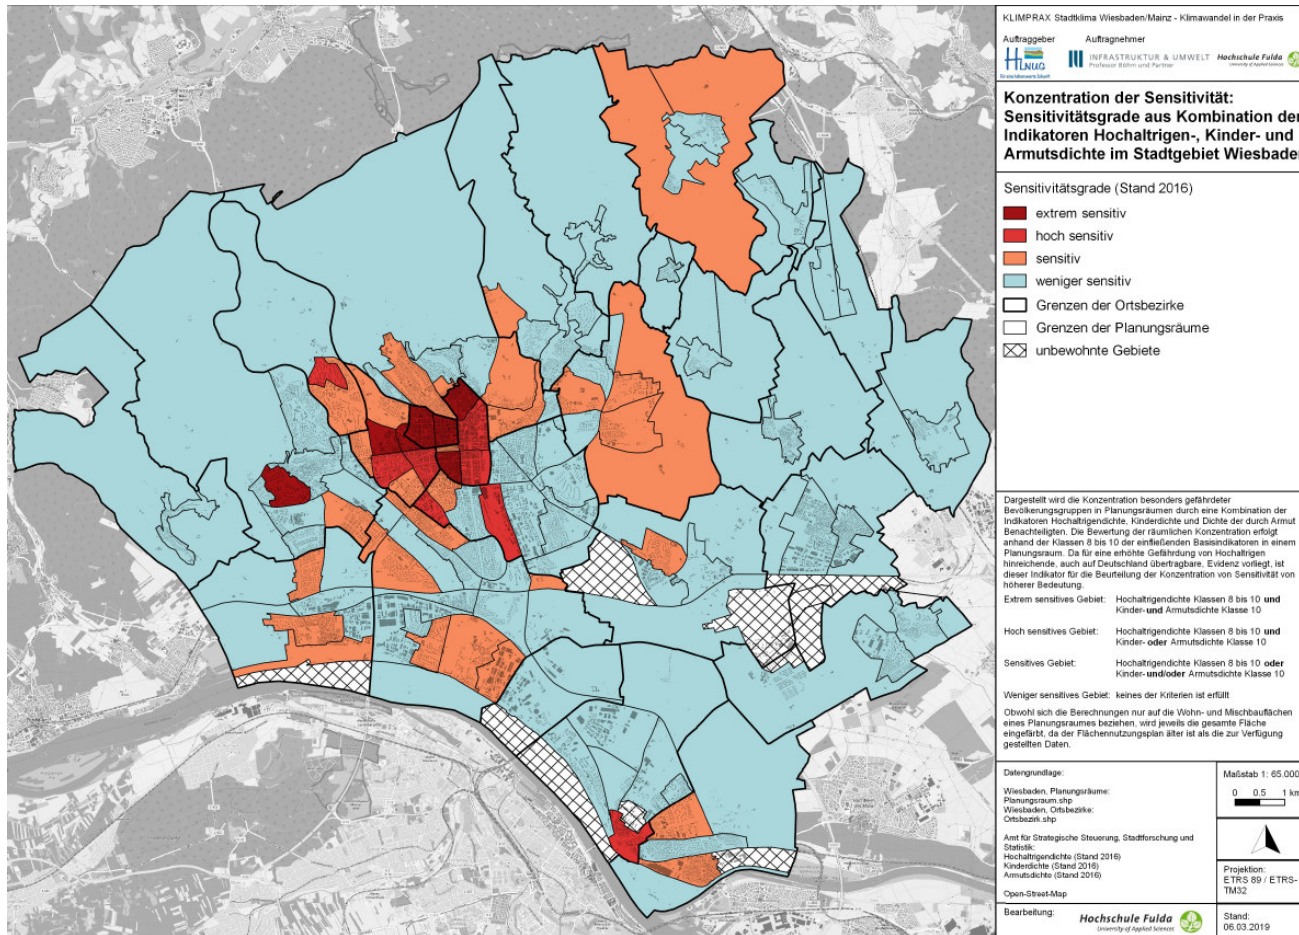 KLIMPRAX Stadtklima Wiesbaden/Mainz - Klimawandel in der Praxis
Auftraggeber
Auftragnehmer
HLNUG
Für eine lebenswerte Zukunft
INFRASTRUKTUR & UMWELT
Professor Böhm und Partner
Hochschule Fulda
University of Applied Sciences
Konzentration der Sensitivität:
Sensitivitätsgrade aus Kombination der
Indikatoren Hochaltrigen-, Kinder- und
Armutsdichte im Stadtgebiet Wiesbaden
Sensitivitätsgrade (Stand 2016)
extrem sensitiv
hoch sensitiv
sensitiv
weniger sensitiv
Grenzen der Ortsbezirke
Grenzen der Planungsräume
unbewohnte Gebiete
Dargestellt wird die Konzentration besonders gefährdeter
Bevölkerungsgruppen in Planungsräumen durch eine Kombination der
Indikatoren Hochaltrigendichte, Kinderdichte und Dichte der durch Armut
Benachteiligten. Die Bewertung der räumlichen Konzentration erfolgt
anhand der Klassen 8 bis 10 der einfließenden Basisindikatoren in einem
Planungsraum. Da für eine erhöhte Gefährdung von Hochaltrigen
hinreichende, auch auf Deutschland übertragbare, Evidenz vorliegt, ist
dieser Indikator für die Beurteilung der Konzentration von Sensitivität von
höherer Bedeutung.
Extrem sensitives Gebiet: Hochaltrigendichte Klassen 8 bis 10 und
Kinder-und Armutsdichte Klasse 10
Hoch sensitives Gebiet: Hochaltrigendichte Klassen 8 bis 10 und
Kinder- oder Armutsdichte Klasse 10
Sensitives Gebiet: Hochaltrigendichte Klassen 8 bis 10 oder
Kinder-und/oder Armutsdichte Klasse 10
Weniger sensitives Gebiet: keines der Kriterien ist erfüllt
Obwohl sich die Berechnungen nur auf die Wohn- und Mischbauflächen
eines Planungsraumes beziehen, wird jeweils die gesamte Fläche
eingefärbt, da der Flächennutzungsplan älter ist als die zur Verfügung
gestellten Daten.
Datengrundlage:
Wiesbaden, Planungsräume:
Planungsraum.shp
Wiesbaden, Ortsbezirke:
Ortsbezirk.shp
Amt für Strategische Steuerung, Stadtforschung und
Statistik:
Hochaltrigendichte (Stand 2016)
Kinderdichte (Stand 2016)
Armutsdichte (Stand 2016)
Open-Street-Map
Maßstab 1: 65.000
0 0.5 1 km
Projektion:
ETRS 89 / ETRS-
TM32
Bearbeitung:
Hochschule Fulda
University of Applied Sciences
Stand:
06.03.2019